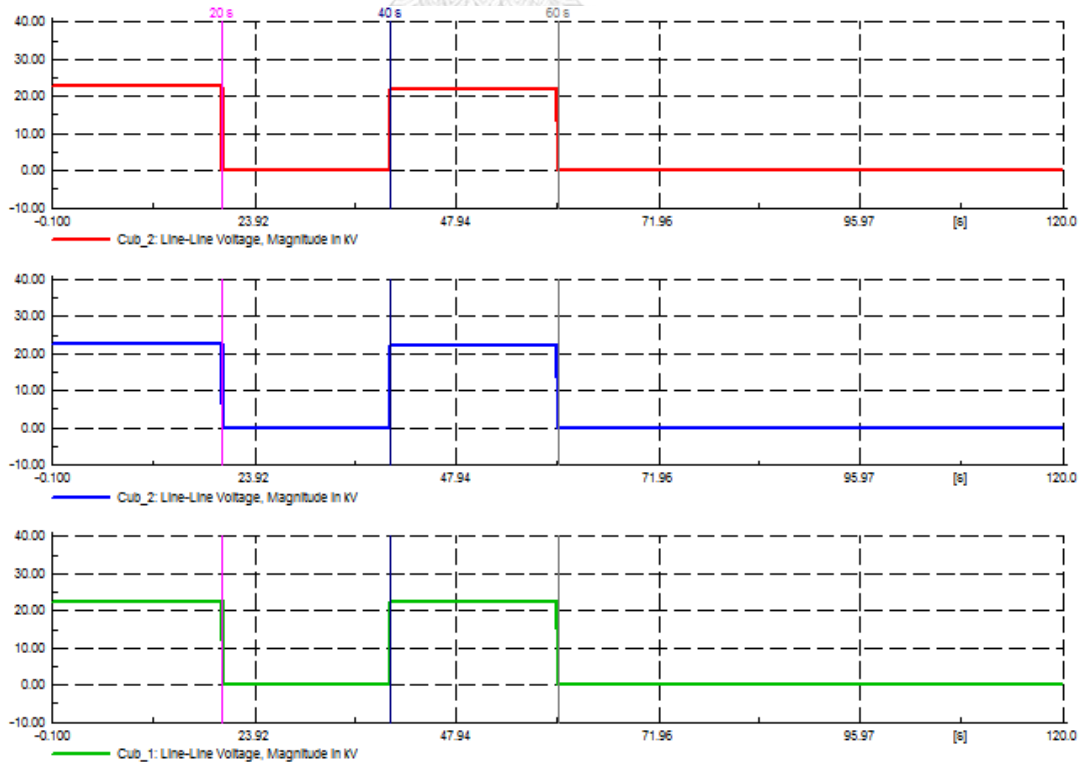 20 s 40 s 60 s
40.00
30.00
20.00
10.00
0.00
-10.00
-0.100 23.92 47.94 71.96 95.97 [s] 120.0
Cub_2: Line-Line Voltage, Magnitude in kV
40.00
30.00
20.00
10.00
0.00
-10.00
-0.100 23.92 47.94 71.96 95.97 [s] 120.0
Cub_2: Line-Line Voltage, Magnitude in kV
40.00
30.00
20.00
10.00
0.00
-10.00
-0.100 23.92 47.94 71.96 95.97 [s] 120.0
Cub_1: Line-Line Voltage, Magnitude in kV